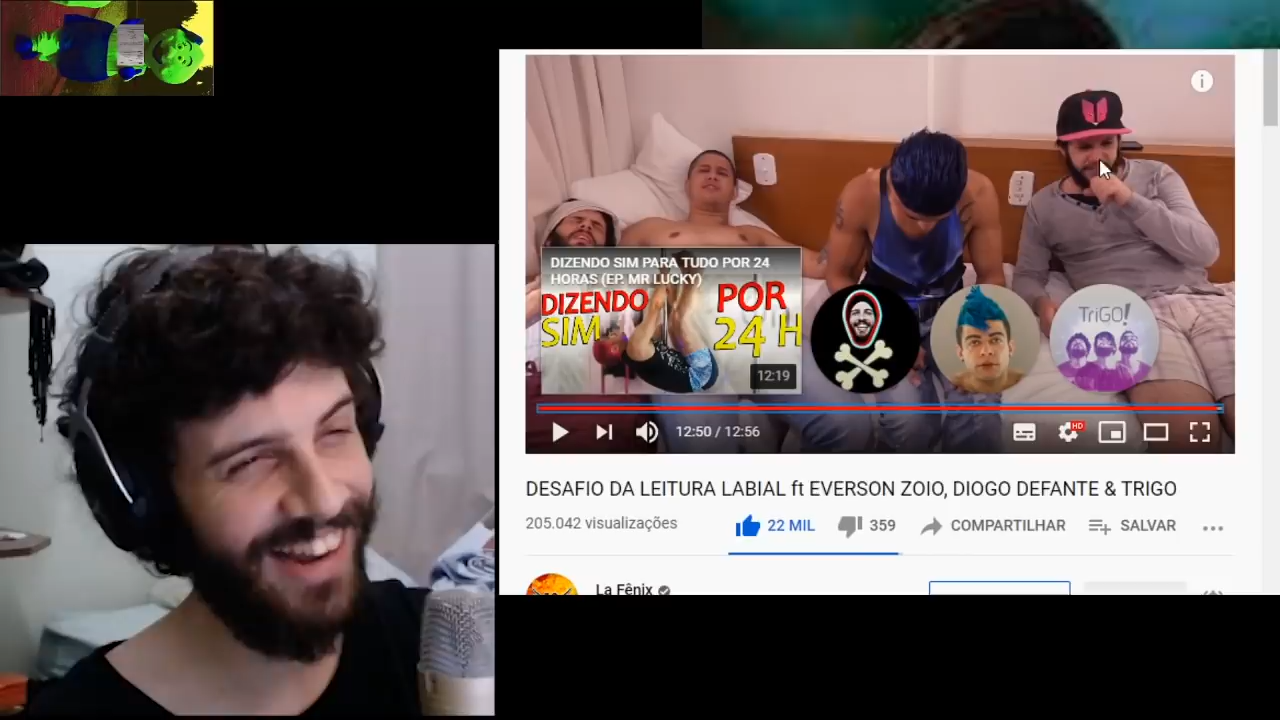 DIZENDO SIM PARA TUDO POR 24
HORAS (EP. MR LUCKY)
DIZENDO POR
SIM 24 H
12:19
TRiGO!
12:50 / 12:56
HD
DESAFIO DA LEITURA LABIAL ft EVERSON ZOIO, DIOGO DEFANTE & TRIGO
205.042 visualizações
22 MIL
359
COMPARTILHAR
SALVAR
La Fênix